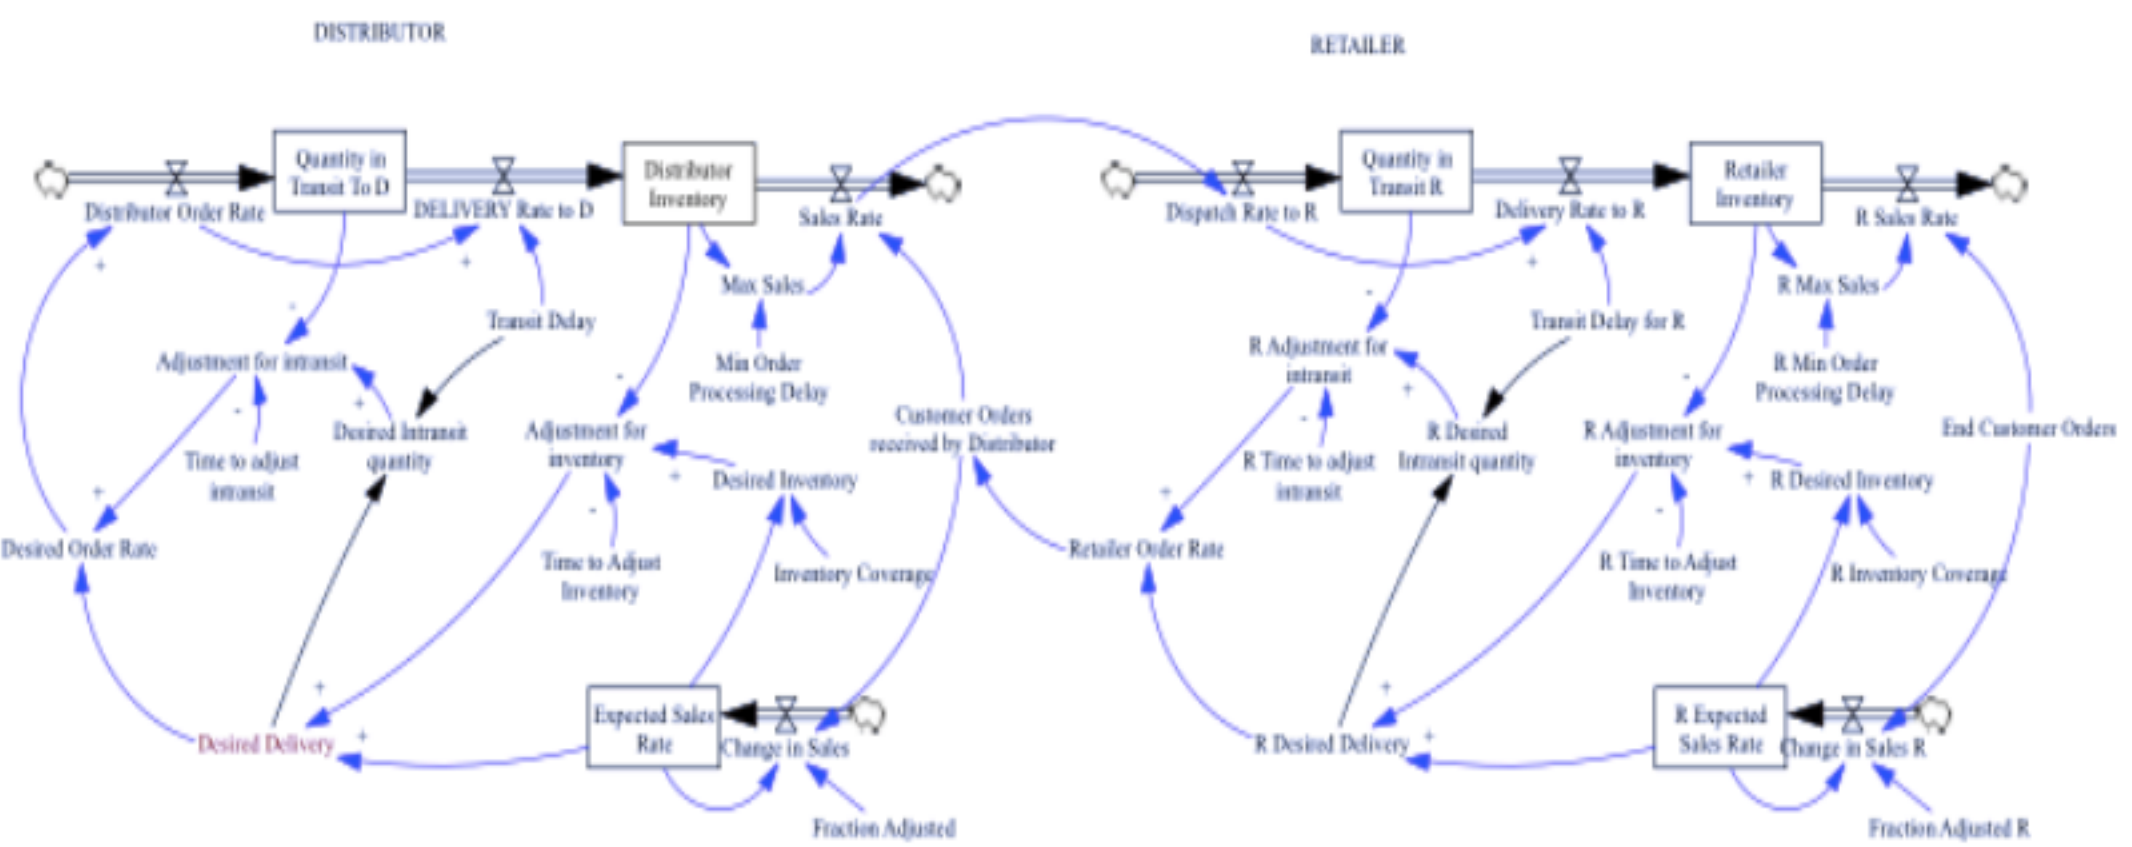 DISTRIBUTOR
Quantity in
Transit To D
Distributor Order Rate
DELIVERY Rate to D
Distributor
Inventory
Sales Rate
+
+
-
Max Sales
Transit Delay
Min Order
Processing Delay
Adjustment for intransit
-
+
-
Desired Intransit
quantity
Time to adjust
intransit
Adjustment for
inventory
+
Desired Inventory
-
Customer Orders
received by Distributor
+
Desired Order Rate
Time to Adjust
Inventory
Inventory Coverage
+
Desired Delivery
+
Expected Sales
Rate
Change in Sales
Fraction Adjusted
RETAILER
Quantity in
Transit R
Dispatch Rate to R
Delivery Rate to R
Retailer
Inventory
R Sales Rate
+
-
R Max Sales
Transit Delay for R
R Min Order
Processing Delay
R Adjustment for
intransit
+
-
-
R Desired
Intransit quantity
R Time to adjust
intransit
R Adjustment for
inventory
+
R Desired Inventory
-
End Customer Orders
+
Retailer Order Rate
R Time to Adjust
Inventory
R Inventory Coverage
+
R Desired Delivery
+
R Expected
Sales Rate
Change in Sales R
Fraction Adjusted R